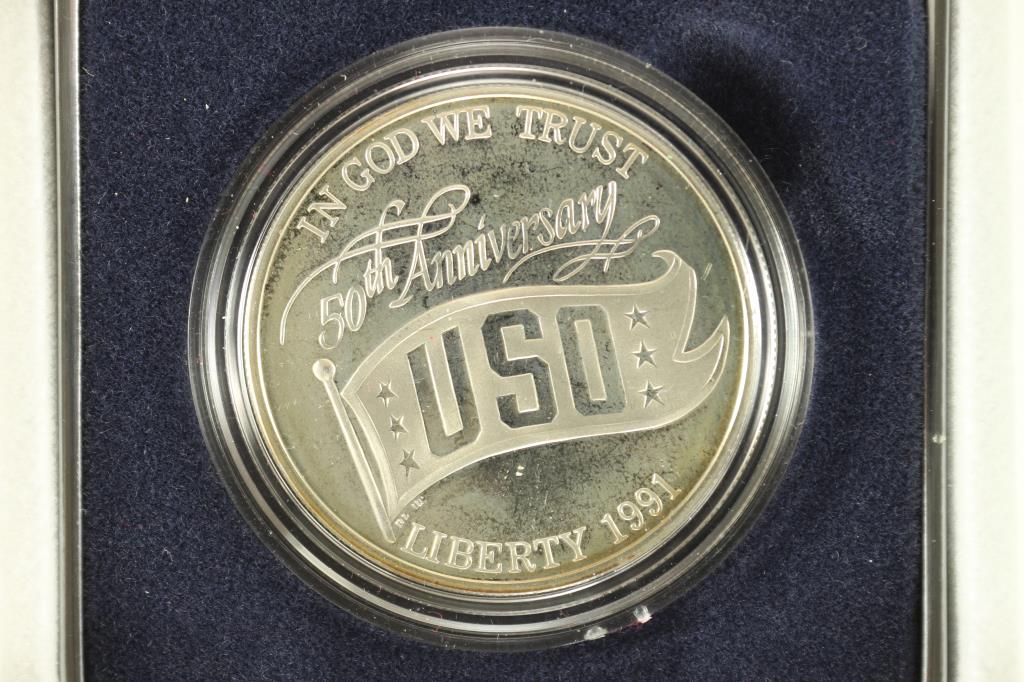 IN GOD WE TRUST
50th Anniversary
USO
LIBERTY 1991